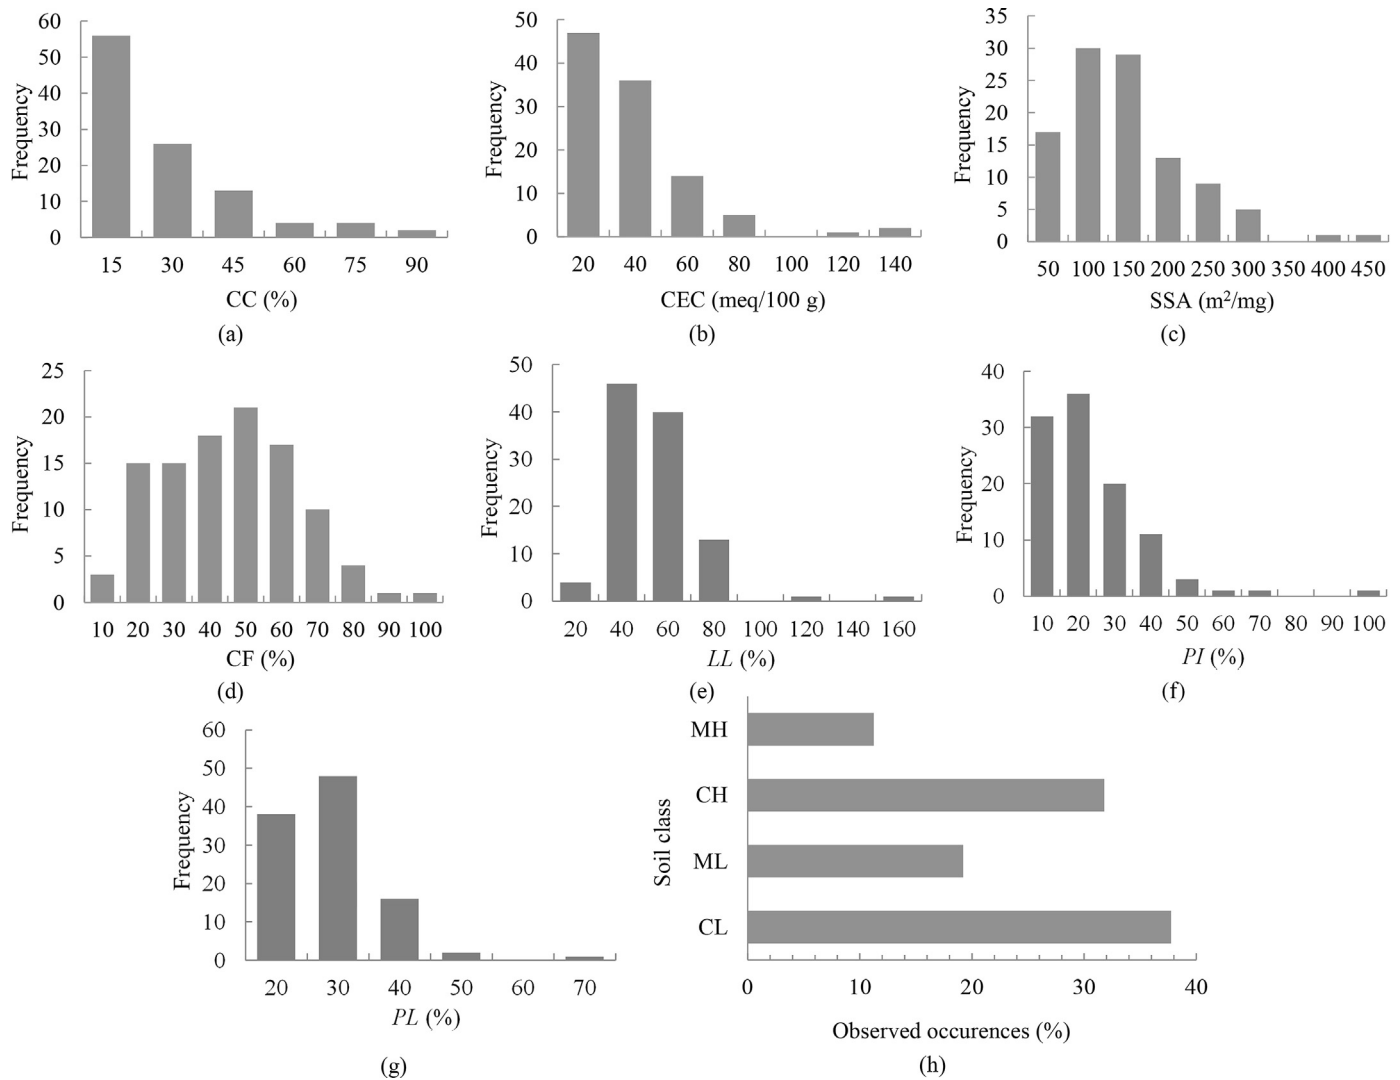 60
50
40
30
20
10
0
Frequency
15 30 45 60 75 90
CC (%)
(a)
50
40
30
20
10
0
Frequency
20 40 60 80 100 120 140
CEC (meq/100 g)
(b)
35
30
25
20
15
10
5
0
Frequency
50 100 150 200 250 300 350 400 450
SSA (m²/mg)
(c)
25
20
15
10
5
0
Frequency
10 20 30 40 50 60 70 80 90 100
CF (%)
(d)
50
40
30
20
10
0
Frequency
20 40 60 80 100 120 140 160
LL (%)
(e)
40
30
20
10
0
Frequency
10 20 30 40 50 60 70 80 90 100
PI (%)
(f)
60
50
40
30
20
10
0
Frequency
20 30 40 50 60 70
PL (%)
(g)
MH
CH
ML
CL
Soil class
0 10 20 30 40
Observed occurences (%)
(h)